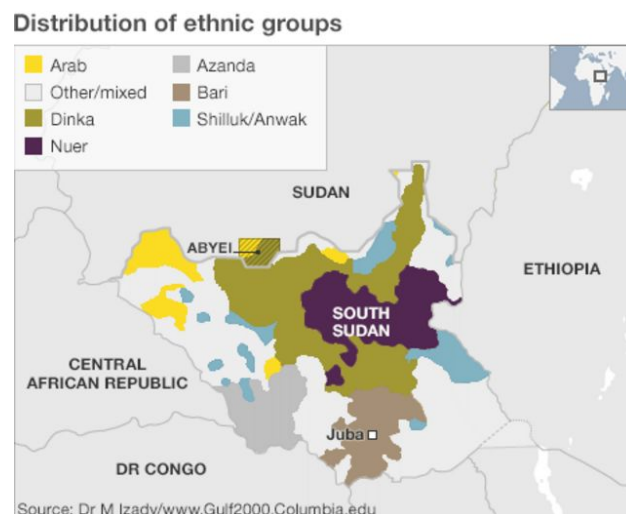 Distribution of ethnic groups
Arab
Other/mixed
Dinka
Nuer
Azanda
Bari
Shilluk/Anwak
SUDAN
ABYEI
ETHIOPIA
SOUTH
SUDAN
CENTRAL
AFRICAN REPUBLIC
Juba
DR CONGO
Source: Dr M Izady/www.Gulf2000.Columbia.edu